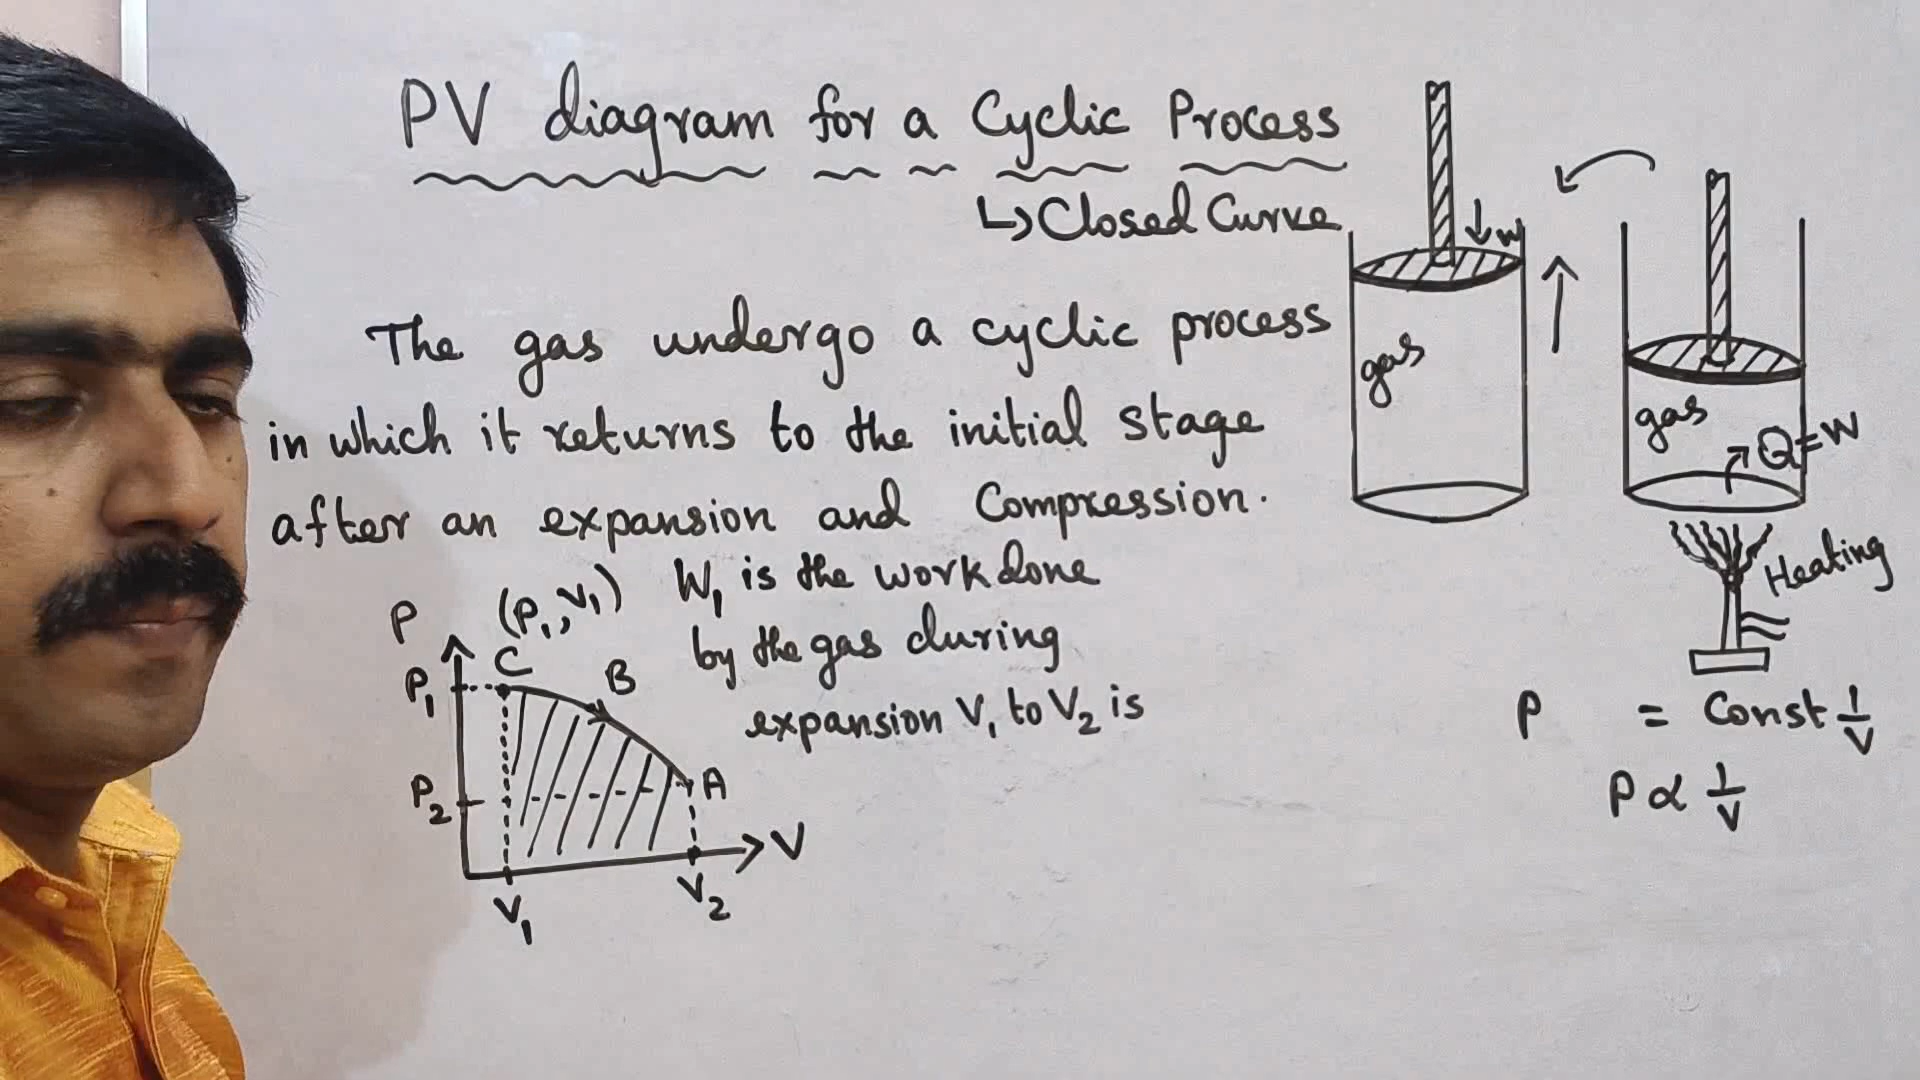 PV diagram for a Cyclic Process
↳ Closed Curve
The gas undergo a cyclic process
in which it returns to the initial stage
after an expansion and Compression.
W₁ is the work done
by the gas during
expansion V₁ to V₂ is
P
(P₁, V₁)
C
B
P₁
A
P₂
V
V₁
V₂
W
gas
gas
Q = W
Heating
P = Const 1/V
P ∝ 1/V